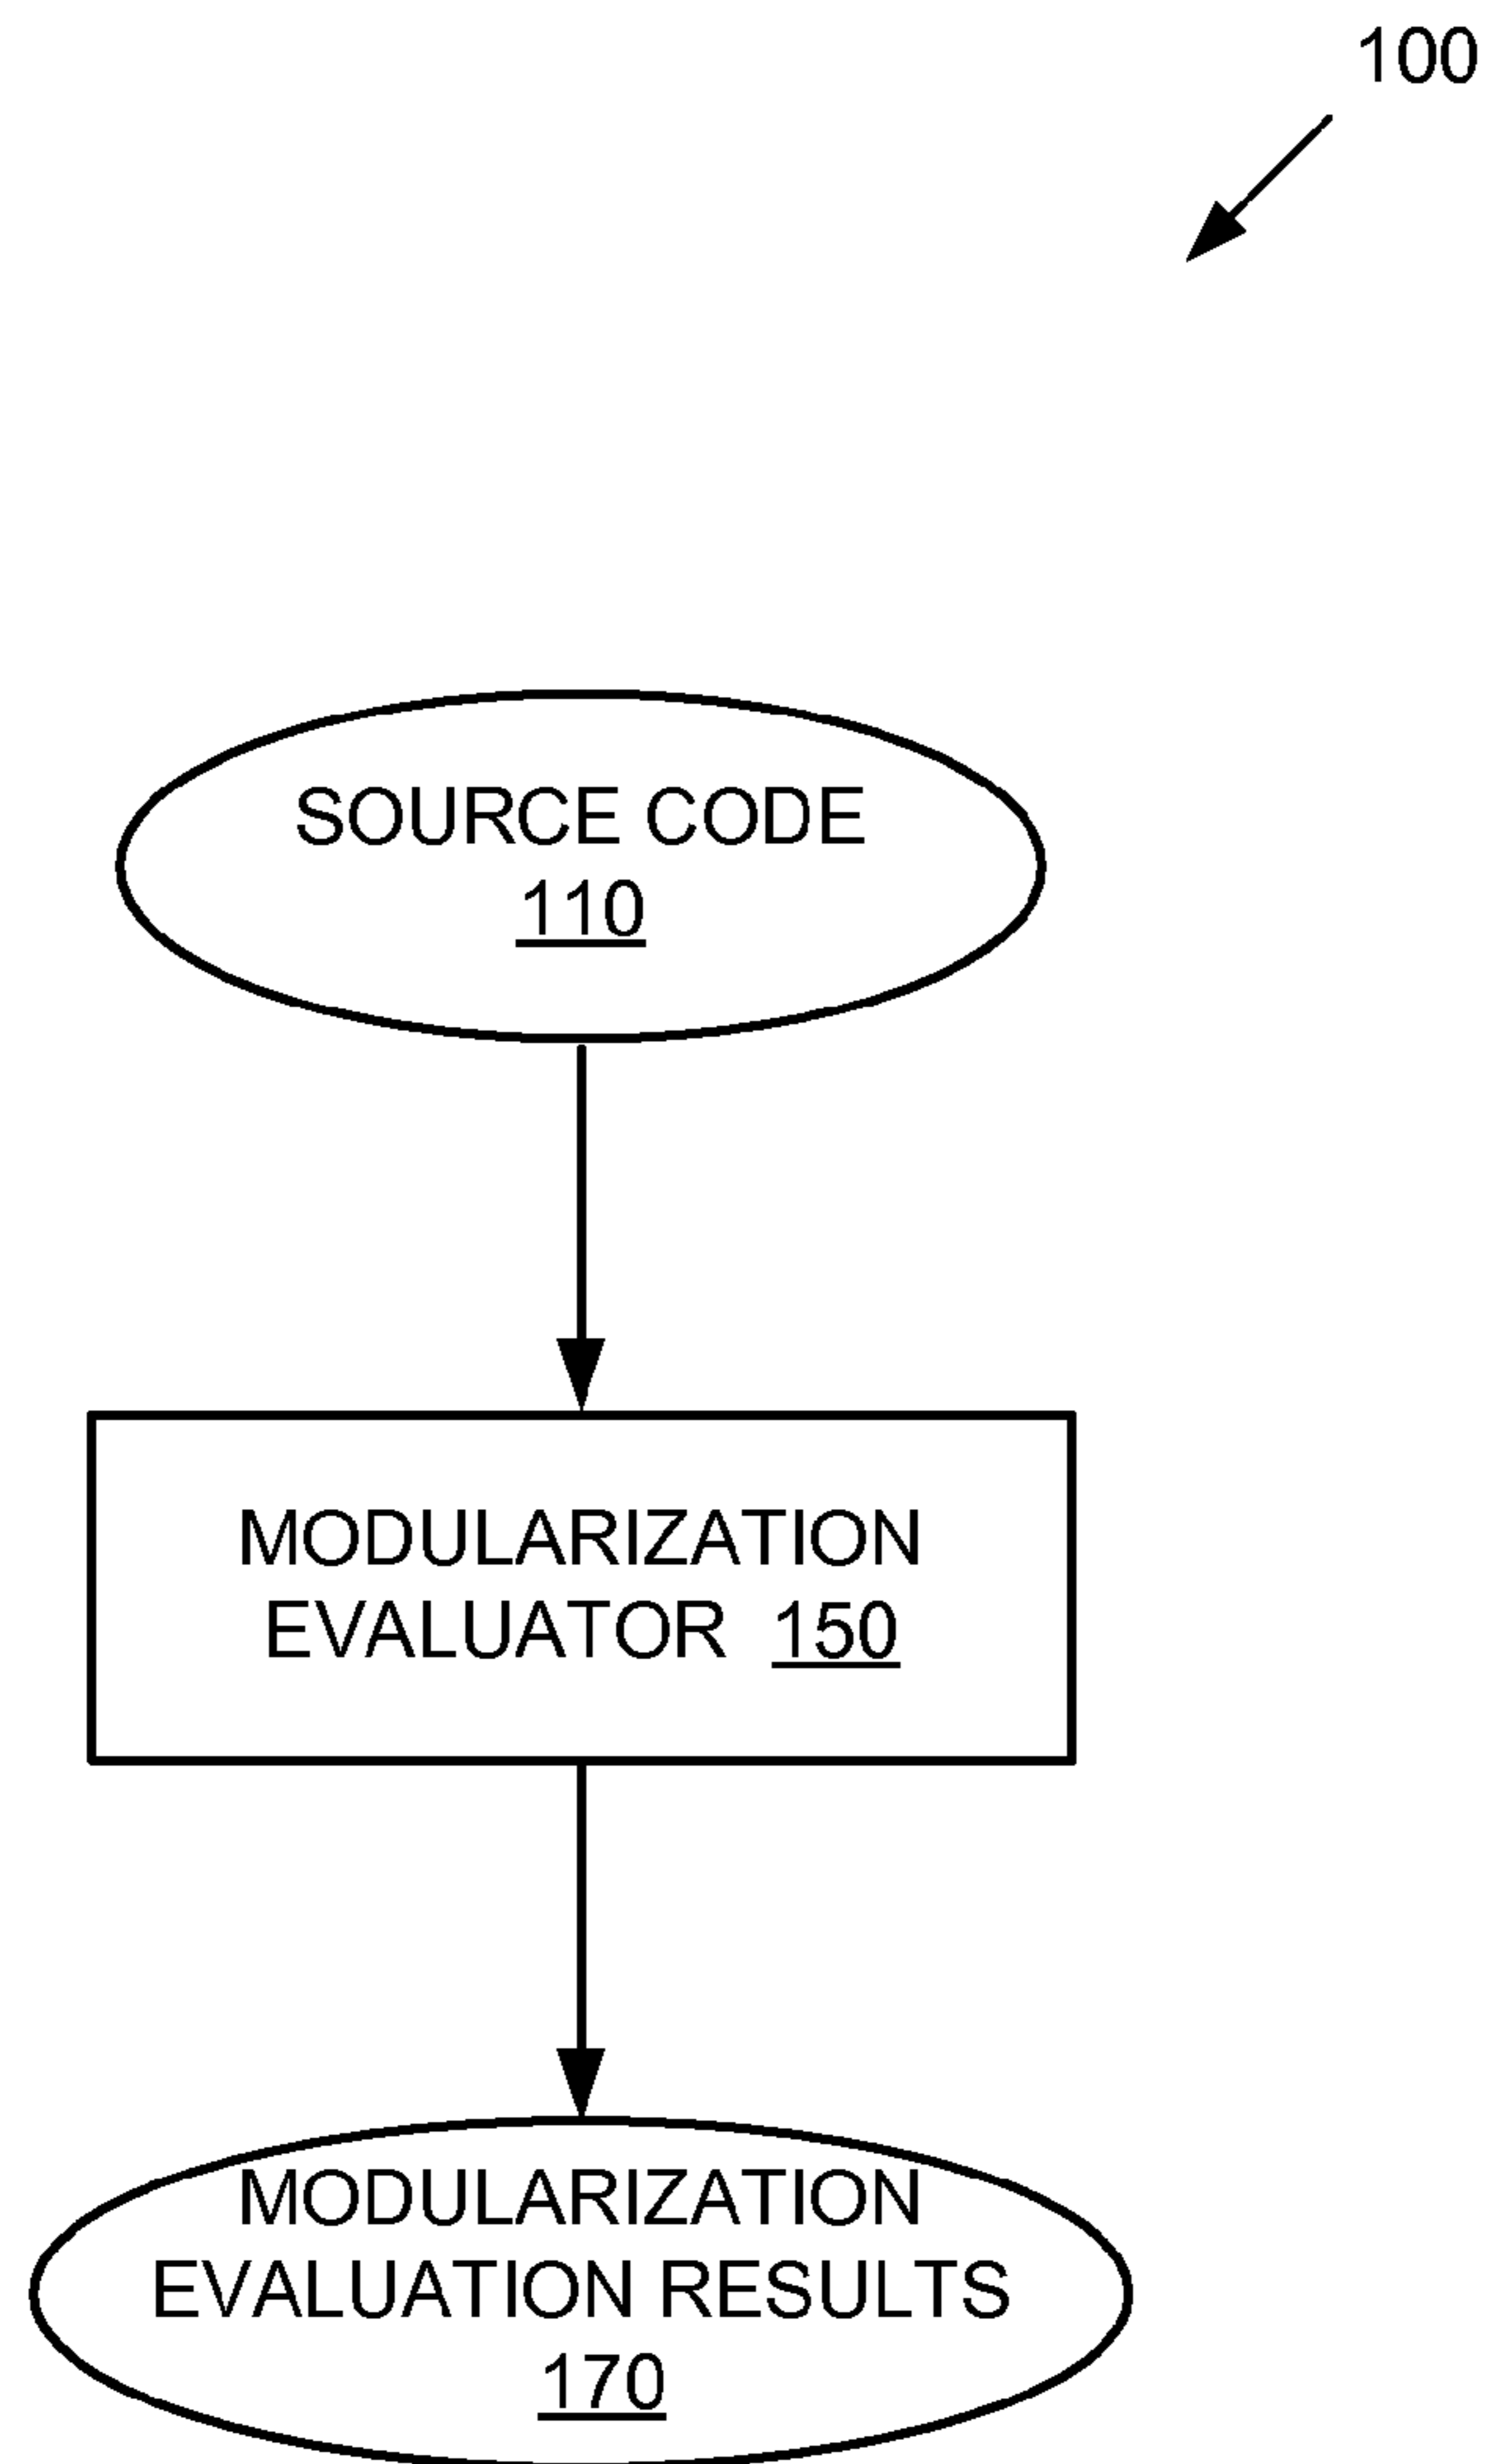 100
SOURCE CODE
110
MODULARIZATION
EVALUATOR 150
MODULARIZATION
EVALUATION RESULTS
170